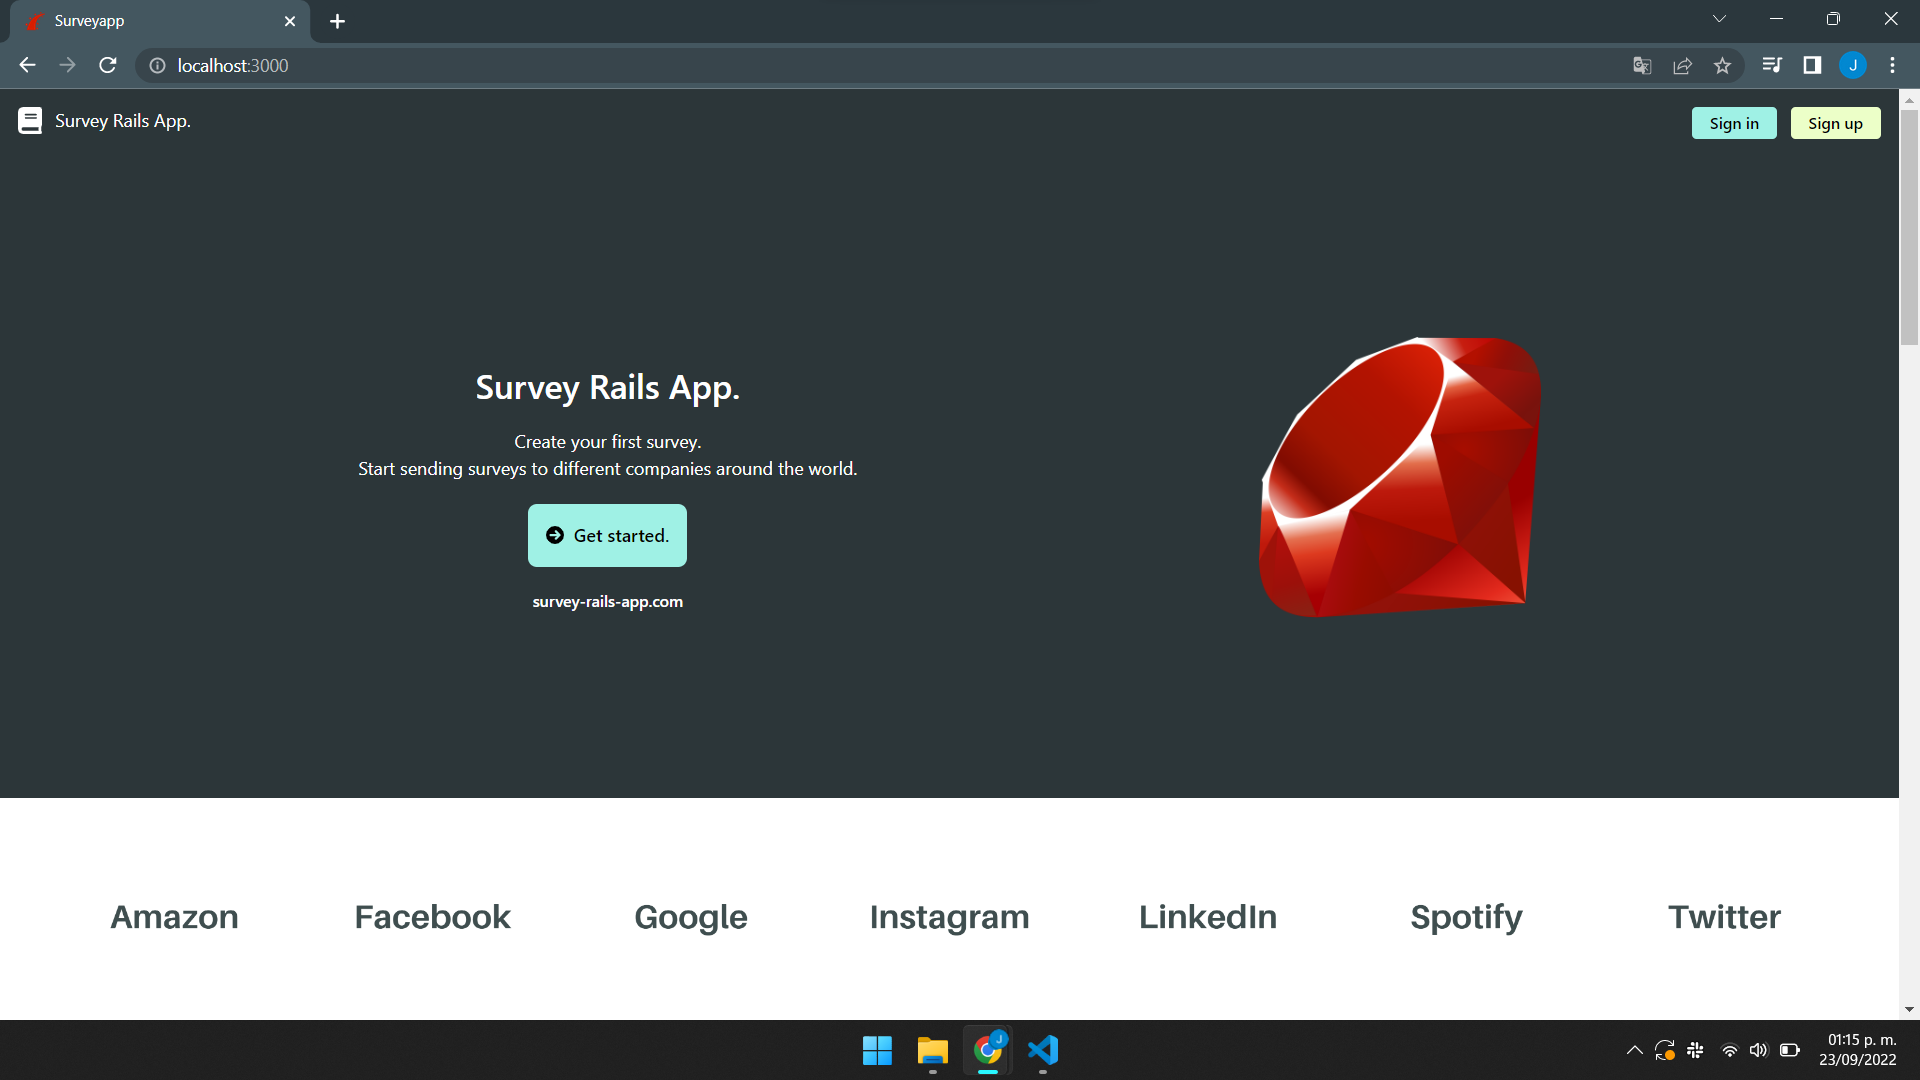 Surveyapp
localhost:3000
J
Survey Rails App.
Sign in
Sign up
Survey Rails App.
Create your first survey.
Start sending surveys to different companies around the world.
Get started.
survey-rails-app.com
Amazon Facebook Google Instagram LinkedIn Spotify Twitter
J
01:15 p. m.
23/09/2022